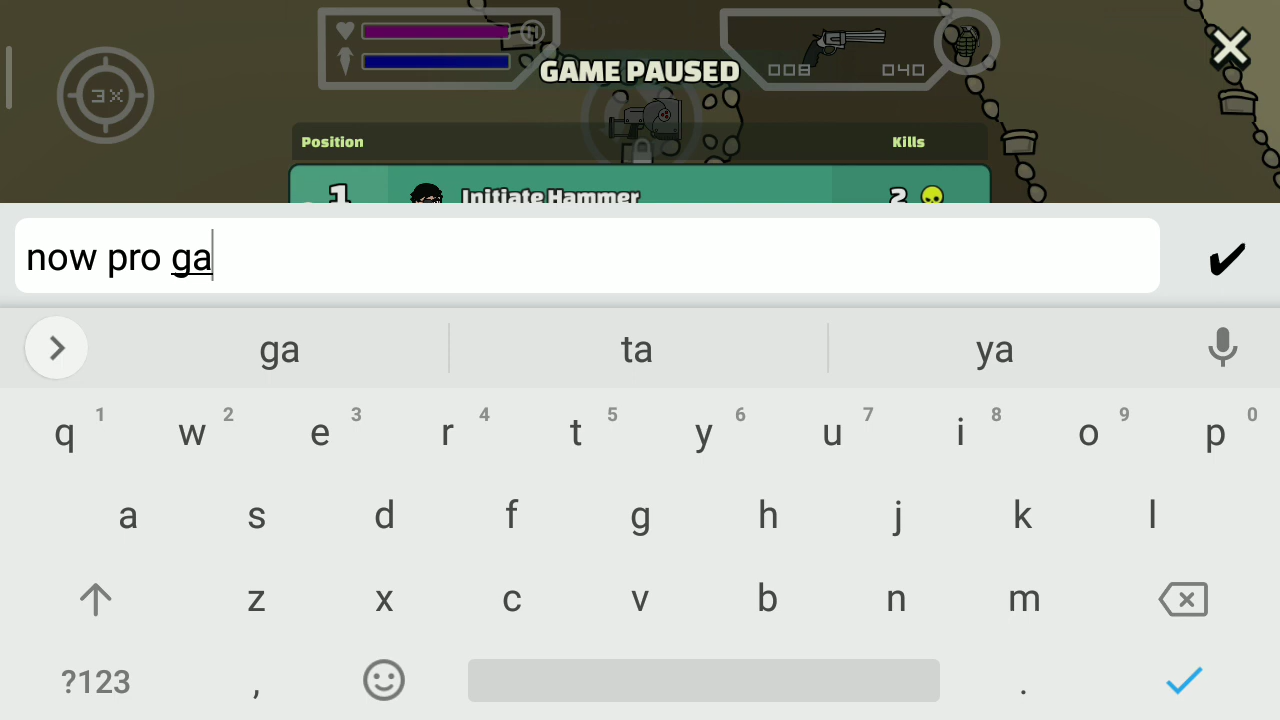 3X
008 040
GAME PAUSED
Position Kills
1 Initiate Hammer 2
now pro ga
ga ta ya
q 1 w 2 e 3 r 4 t 5 y 6 u 7 i 8 o 9 p 0
a s d f g h j k l
z x c v b n m
?123 , .